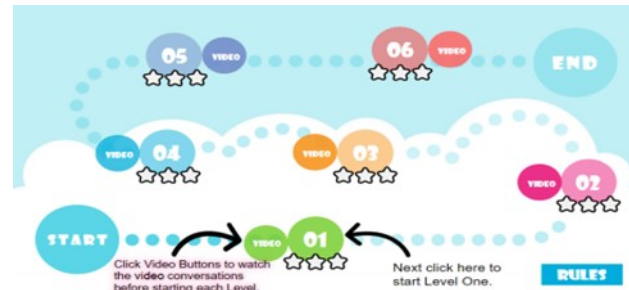 05 VIDEO
06 VIDEO
END
VIDEO 04
VIDEO 03
VIDEO 02
START
VIDEO 01
Click Video Buttons to watch
the video conversations
before starting each Level.
Next click here to
start Level One.
RULES